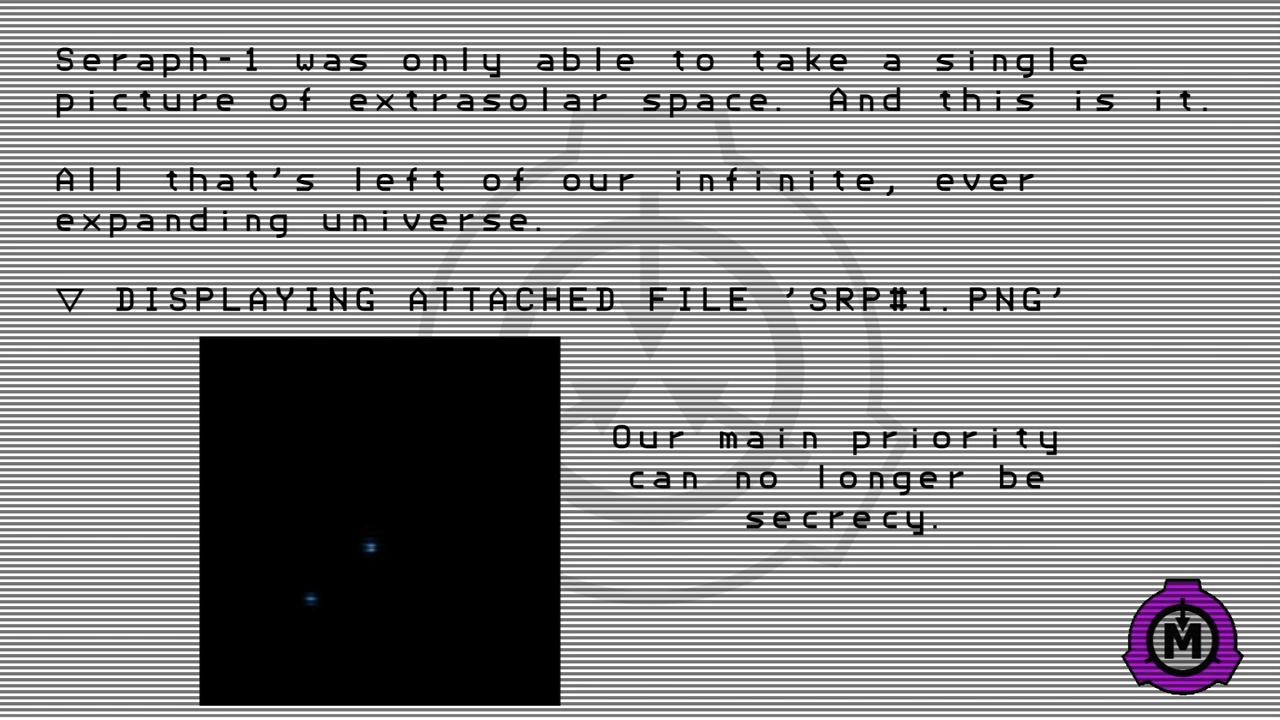 Seraph-1 was only able to take a single
picture of extrasolar space. And this is it.
All that's left of our infinite, ever
expanding universe.
▽ DISPLAYING ATTACHED FILE 'SRP#1.PNG'
Our main priority
can no longer be
secrecy.
M